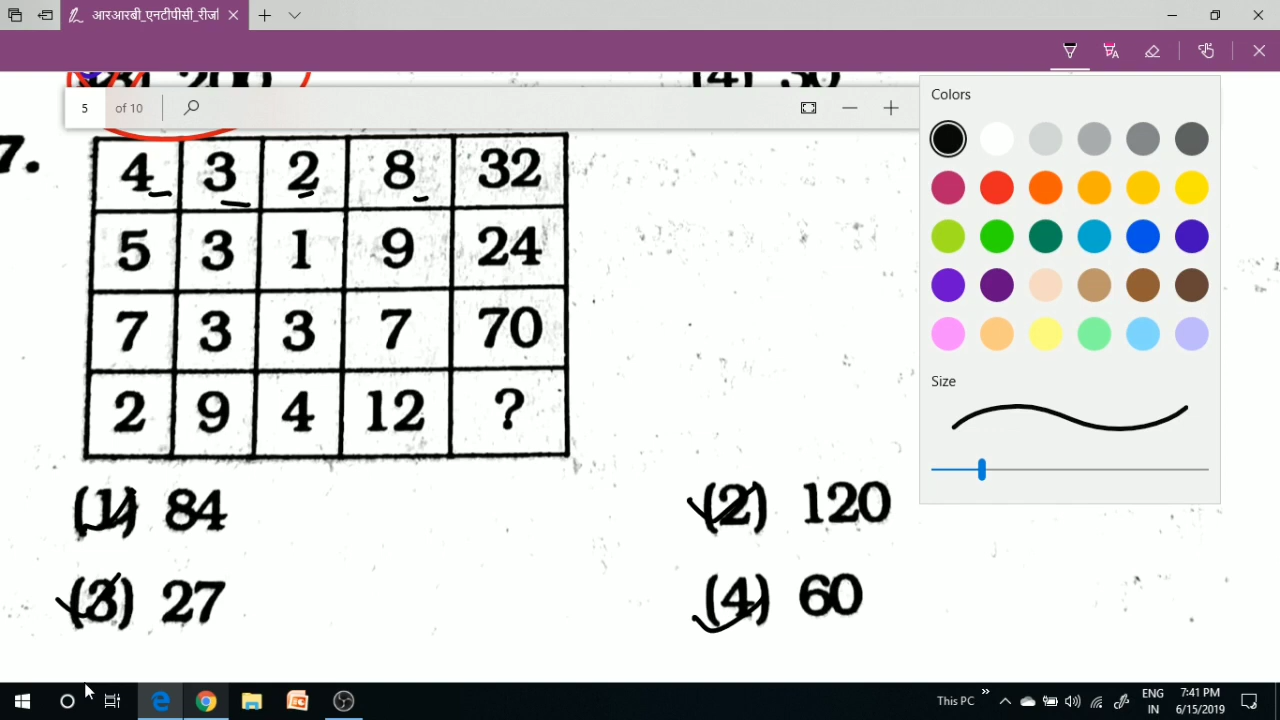 आरआरबी_एनटीपीसी_रीज
5 of 10
Colors
7.
4 3 2 8 32
5 3 1 9 24
7 3 3 7 70
2 9 4 12 ?
Size
(1) 84 (2) 120
(3) 27 (4) 60
This PC ENG 7:41 PM
IN 6/15/2019